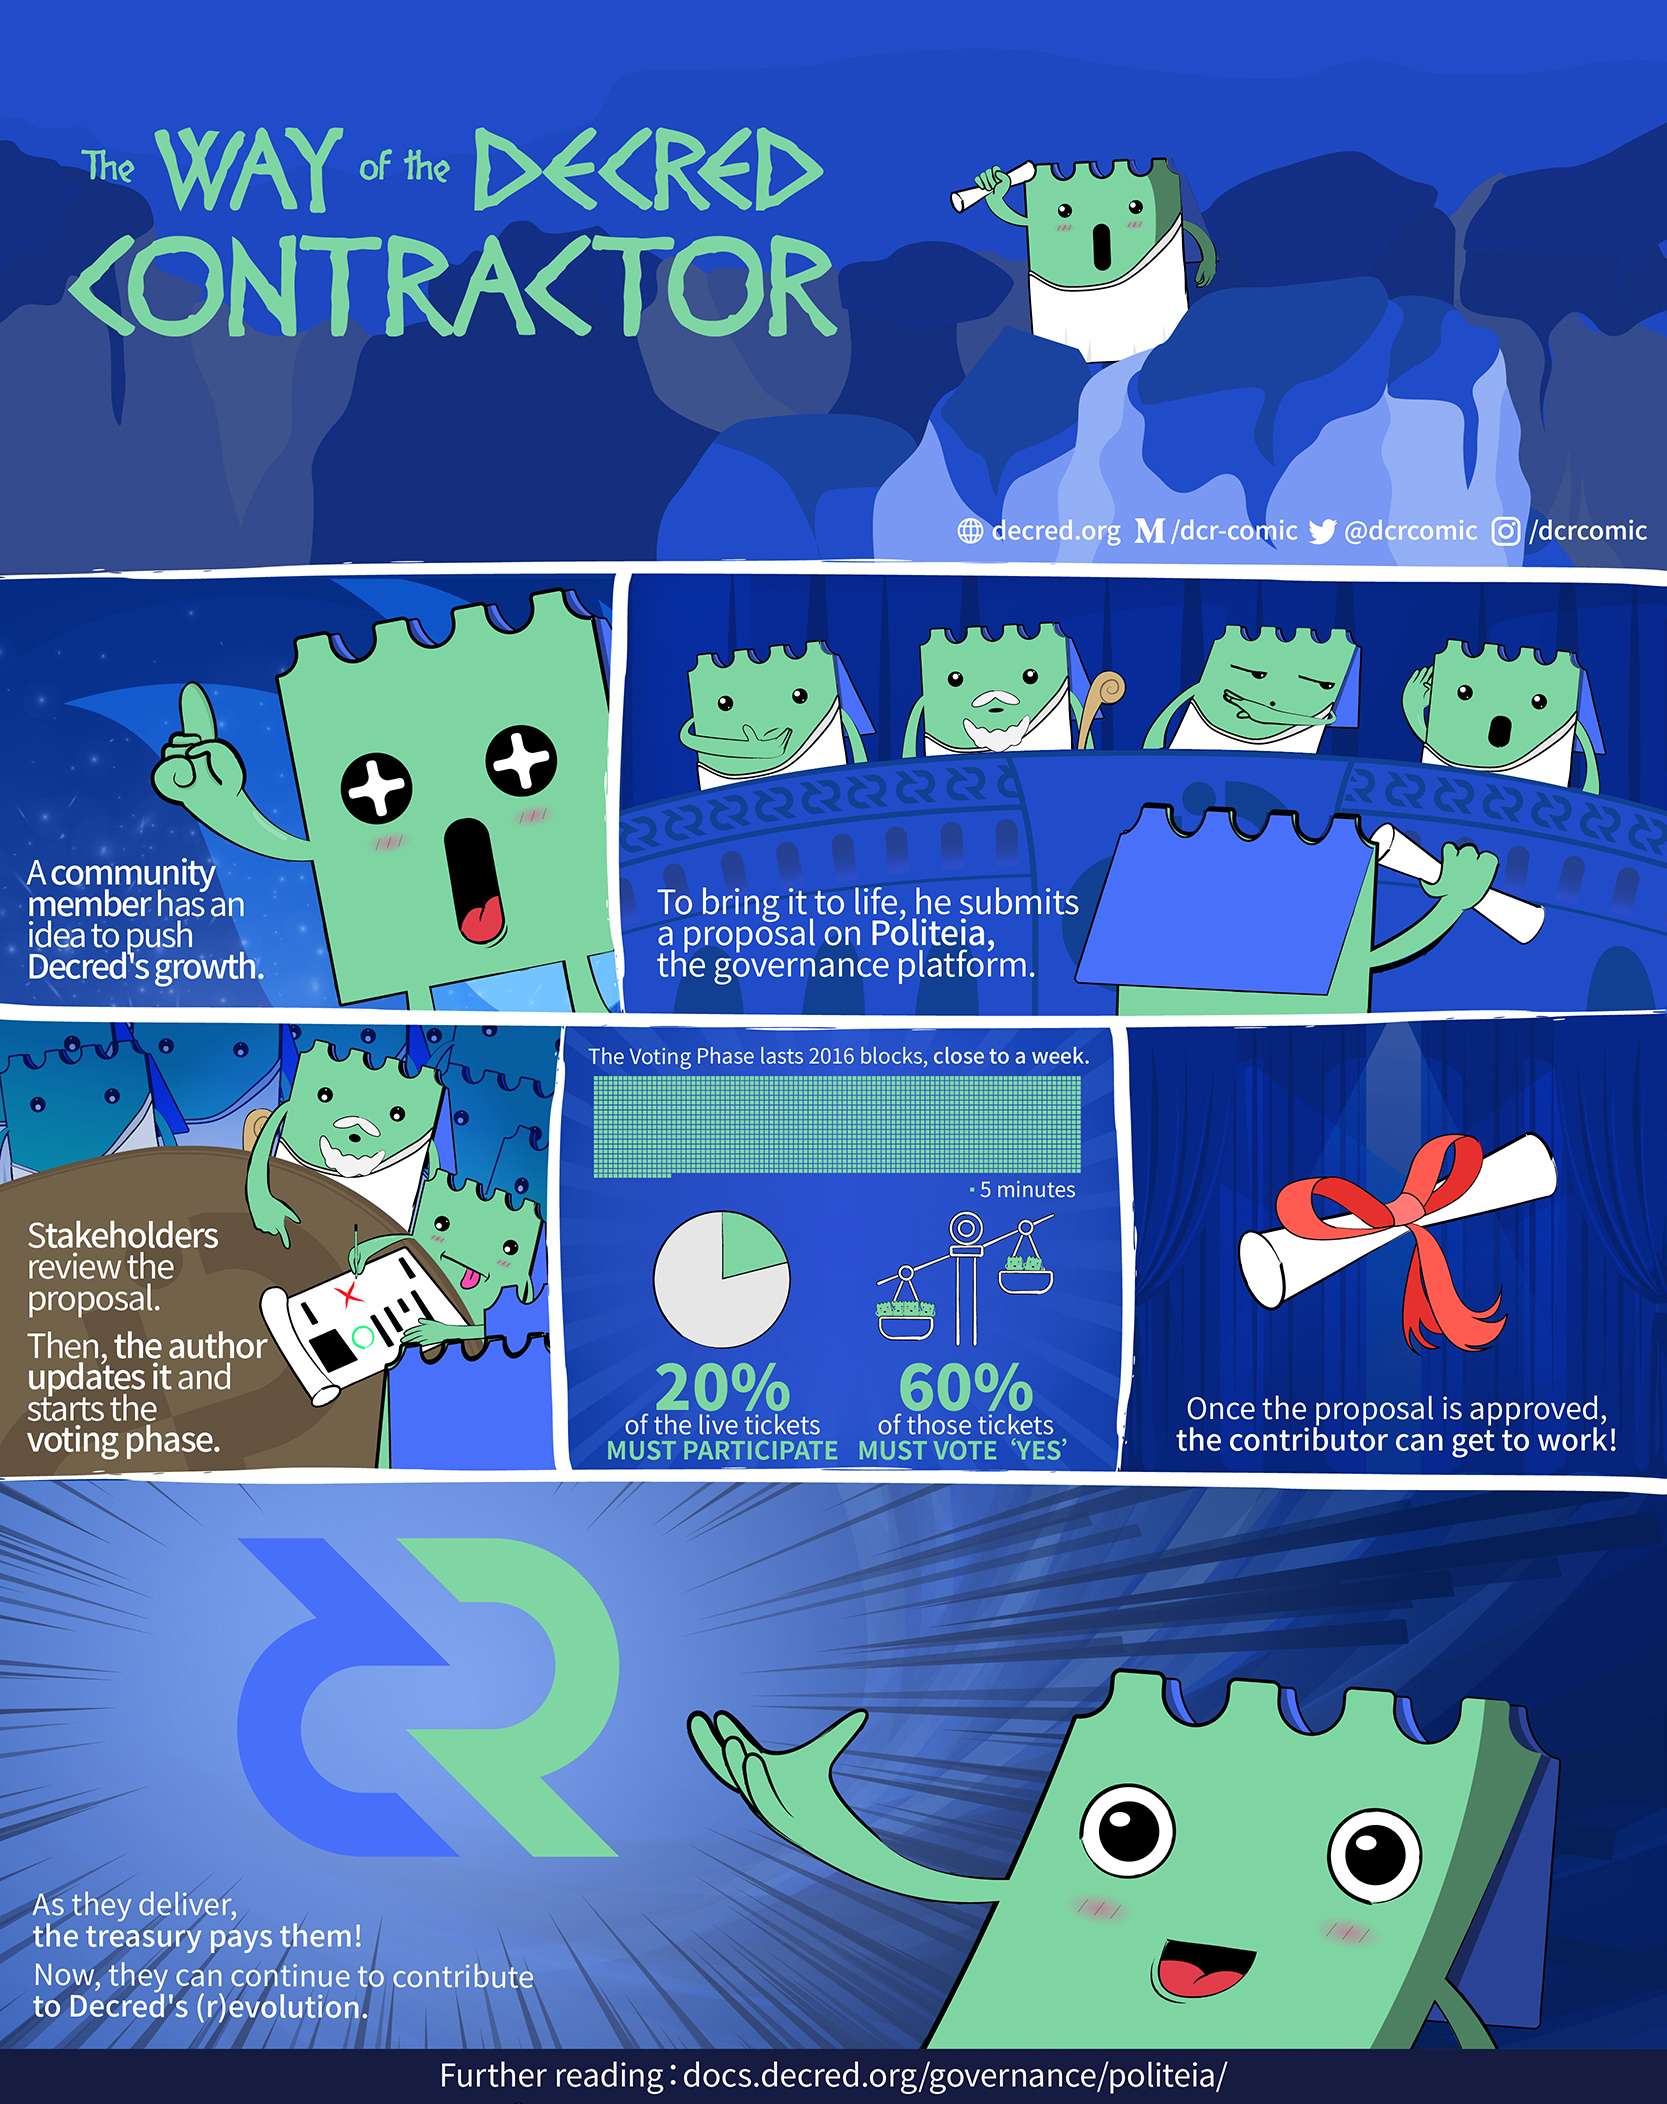 The WAY of the DECRED
CONTRACTOR
decred.org M /dcr-comic @dcrcomic /dcrcomic
A community
member has an
idea to push
Decred's growth.
To bring it to life, he submits
a proposal on Politeia,
the governance platform.
Stakeholders
review the
proposal.
Then, the author
updates it and
starts the
voting phase.
The Voting Phase lasts 2016 blocks, close to a week.
5 minutes
20%
of the live tickets
MUST PARTICIPATE
60%
of those tickets
MUST VOTE ‘YES’
Once the proposal is approved,
the contributor can get to work!
As they deliver,
the treasury pays them!
Now, they can continue to contribute
to Decred's (r)evolution.
Further reading : docs.decred.org/governance/politeia/